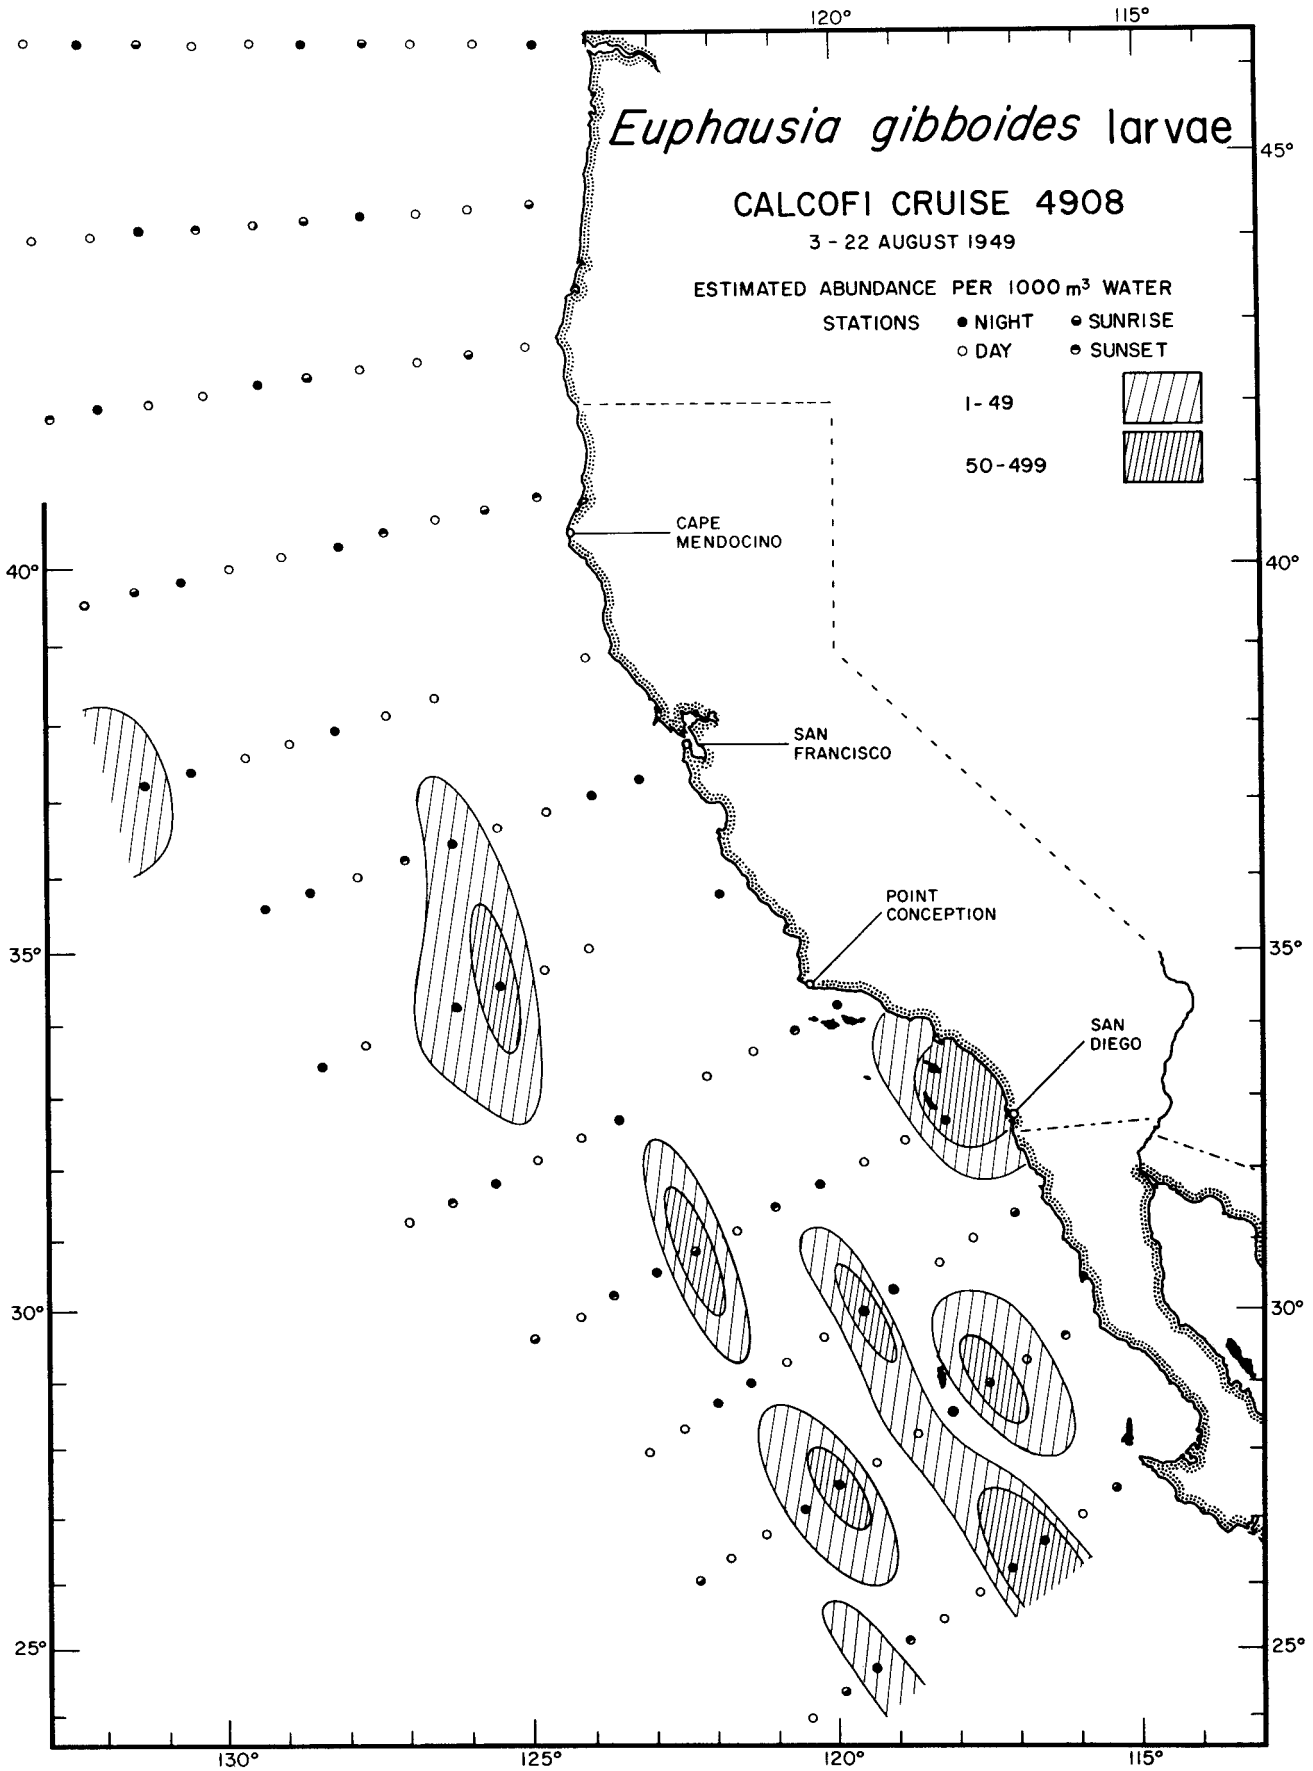 120° 115°
Euphausia gibboides larvae
45°
CALCOFI CRUISE 4908
3 - 22 AUGUST 1949
ESTIMATED ABUNDANCE PER 1000 m³ WATER
STATIONS ● NIGHT ◒ SUNRISE
○ DAY ◓ SUNSET
1 - 49
50 - 499
CAPE
MENDOCINO
40° 40°
SAN
FRANCISCO
POINT
CONCEPTION
35° 35°
SAN
DIEGO
30° 30°
25° 25°
130° 125° 120° 115°